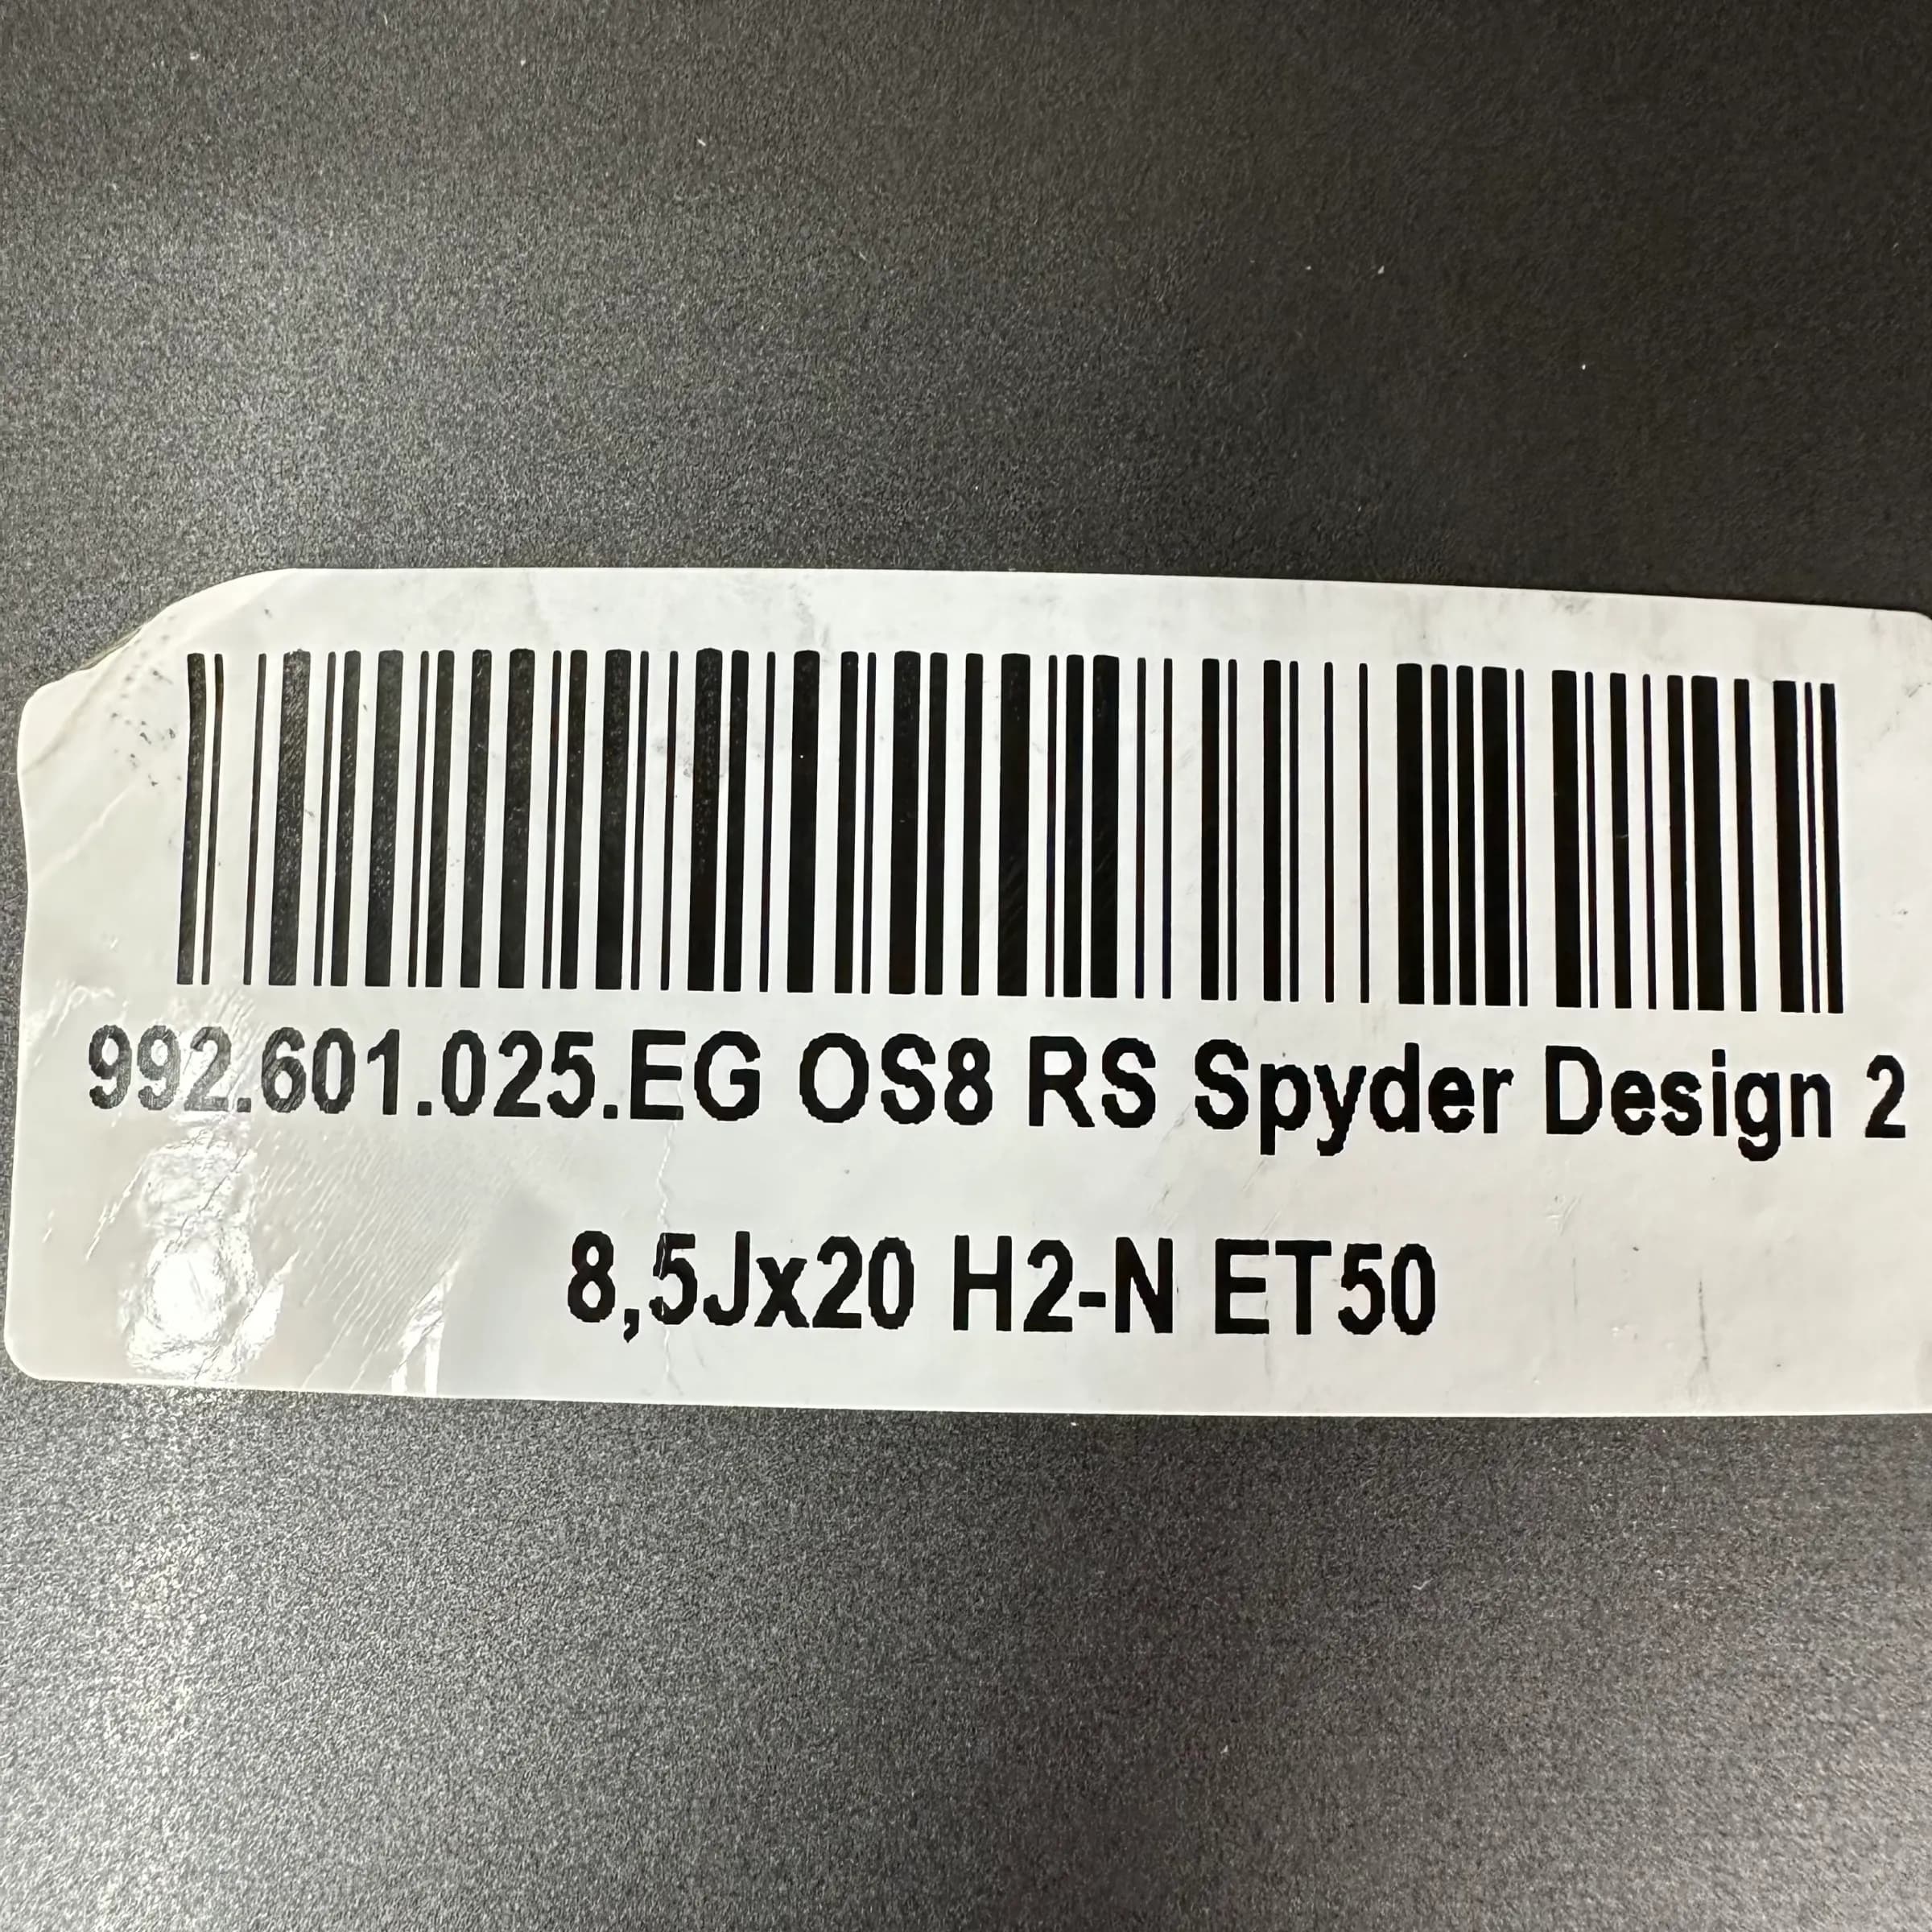 992.601.025.EG OS8 RS Spyder Design 2
8,5Jx20 H2-N ET50